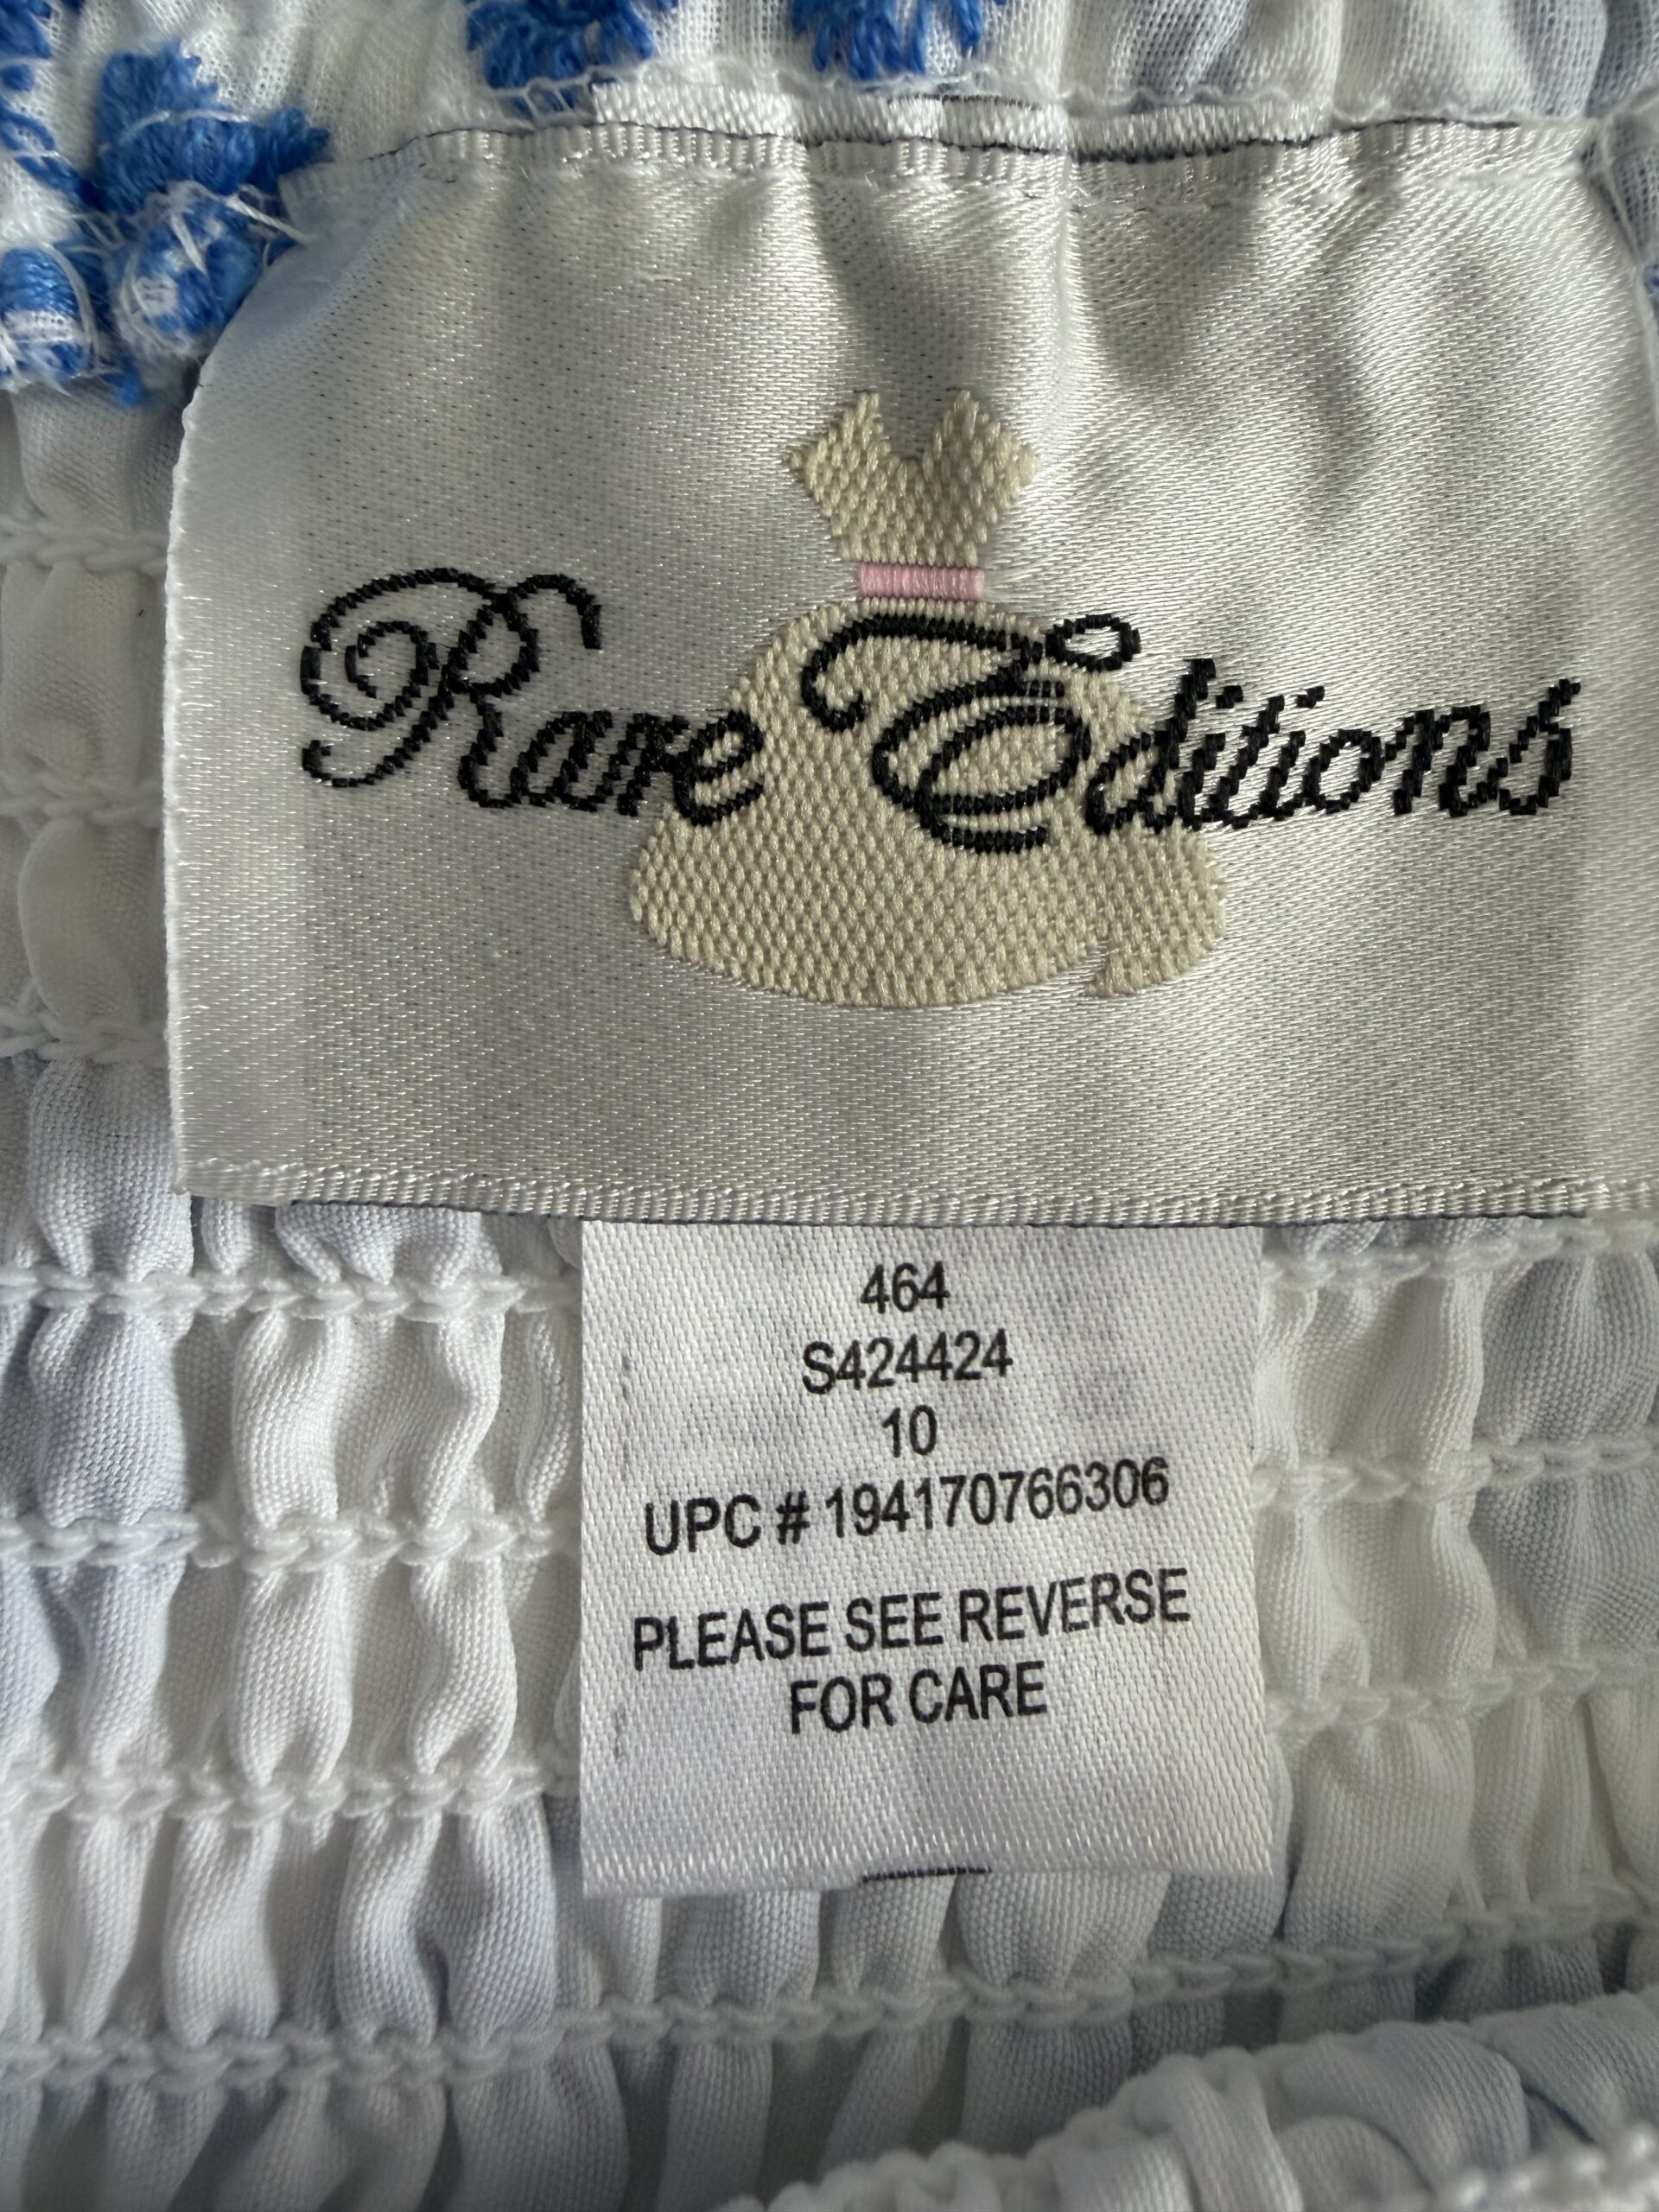 Rare Editions
464
S424424
10
UPC # 194170766306
PLEASE SEE REVERSE
FOR CARE